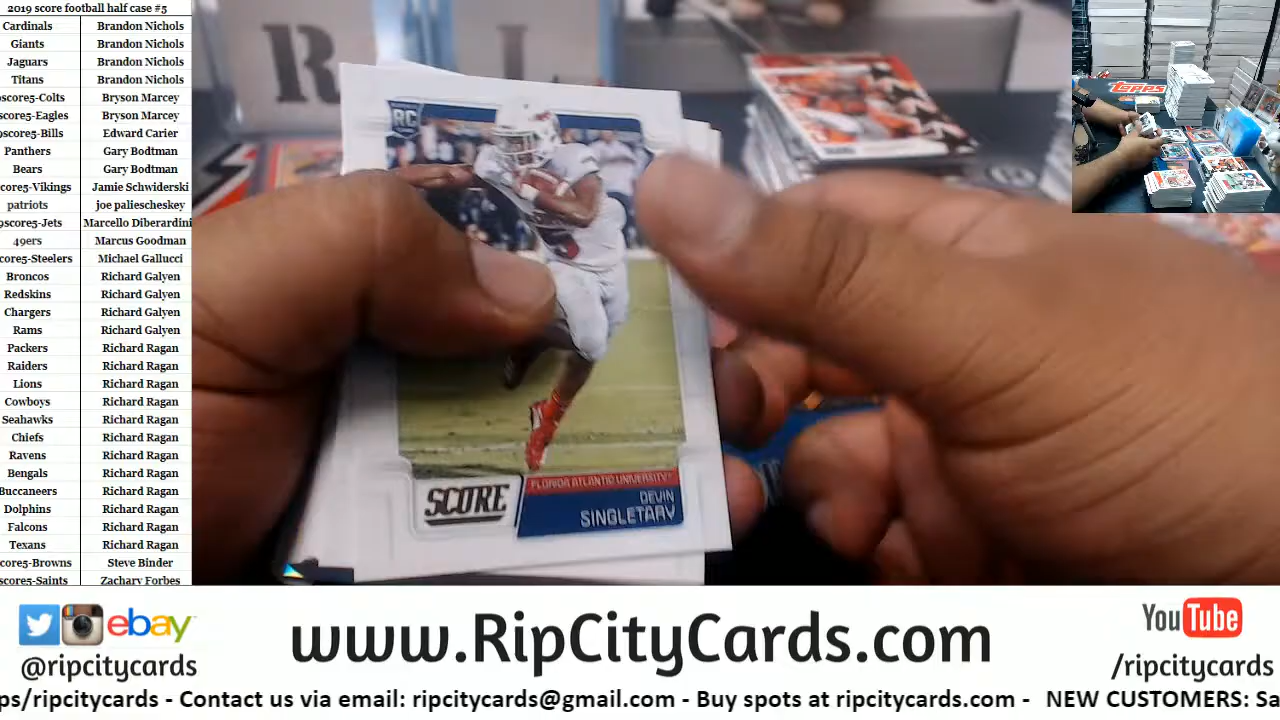 2019 score football half case #5
Cardinals Brandon Nichols
Giants Brandon Nichols
Jaguars Brandon Nichols
Titans Brandon Nichols
score5-Colts Bryson Marcey
score5-Eagles Bryson Marcey
9score5-Bills Edward Carier
Panthers Gary Bodtman
Bears Gary Bodtman
core5-Vikings Jamie Schwiderski
patriots joe paliescheskey
9score5-Jets Marcello Diberardini
49ers Marcus Goodman
core5-Steelers Michael Gallucci
Broncos Richard Galyen
Redskins Richard Galyen
Chargers Richard Galyen
Rams Richard Galyen
Packers Richard Ragan
Raiders Richard Ragan
Lions Richard Ragan
Cowboys Richard Ragan
Seahawks Richard Ragan
Chiefs Richard Ragan
Ravens Richard Ragan
Bengals Richard Ragan
Buccaneers Richard Ragan
Dolphins Richard Ragan
Falcons Richard Ragan
Texans Richard Ragan
core5-Browns Steve Binder
score5-Saints Zachary Forbes
R L
topps
RC
FLORIDA ATLANTIC UNIVERSITY
DEVIN
SINGLETARY
SCORE
ebay
@ripcitycards
www.RipCityCards.com
YouTube
/ripcitycards
ps/ripcitycards - Contact us via email: ripcitycards@gmail.com - Buy spots at ripcitycards.com - NEW CUSTOMERS: Sa